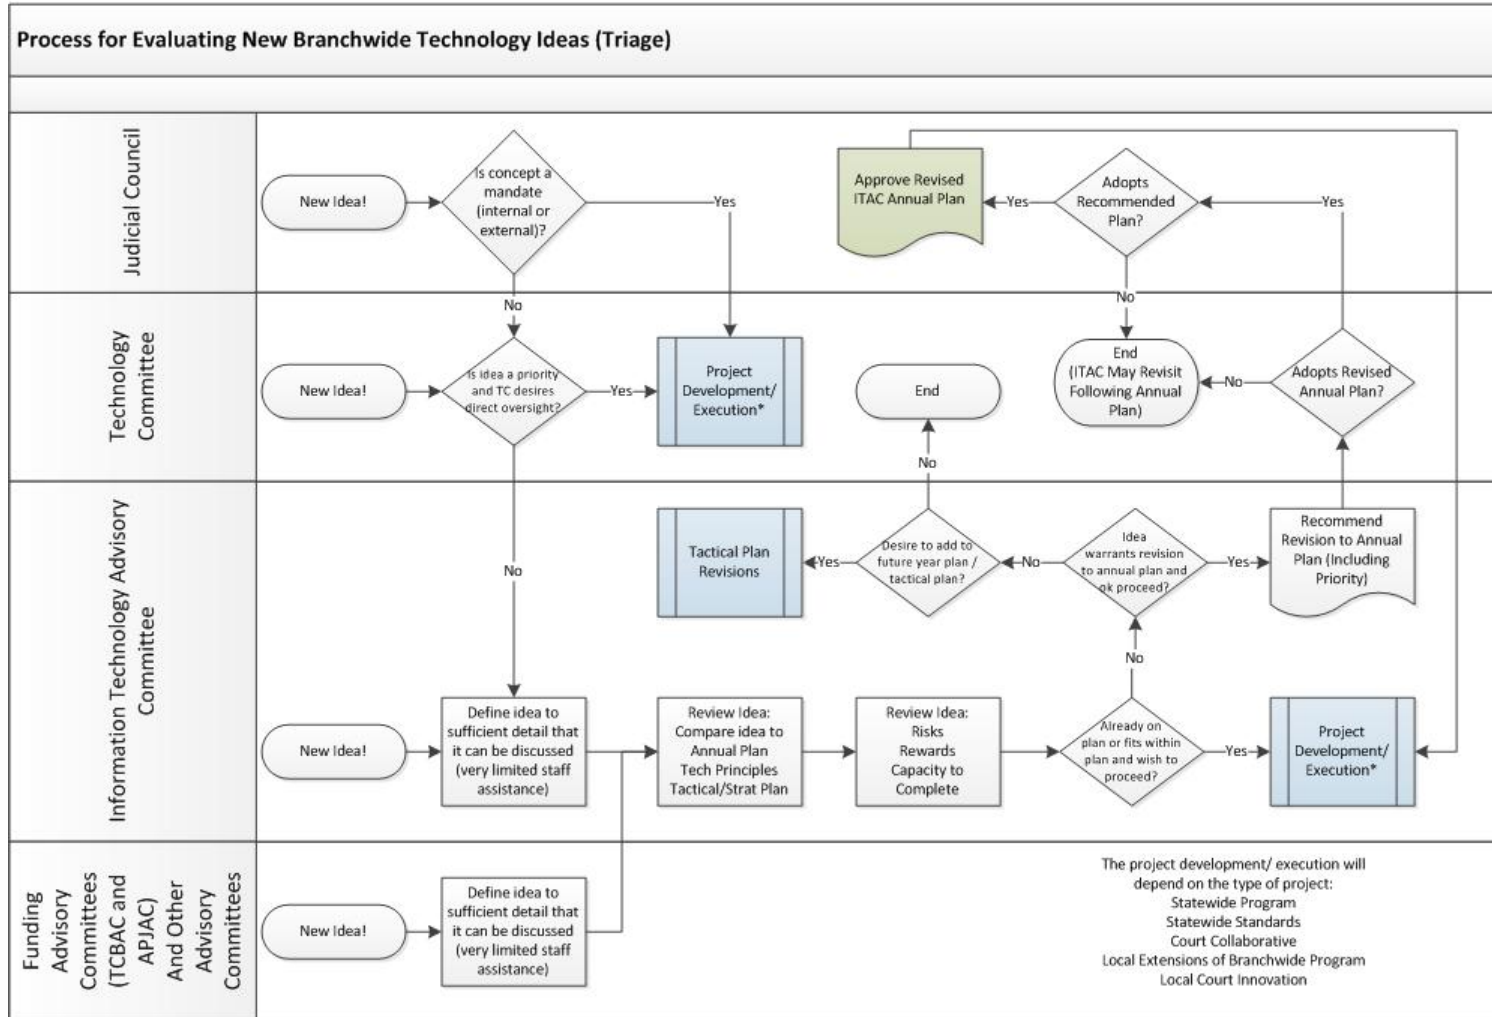 Process for Evaluating New Branchwide Technology Ideas (Triage)
Judicial Council
New Idea!
Is concept a
mandate
(internal or
external)?
Yes
No
Approve Revised
ITAC Annual Plan
Yes
Adopts
Recommended
Plan?
Yes
No
Technology
Committee
New Idea!
Is idea a priority
and TC desires
direct oversight?
Yes
Project
Development/
Execution*
End
No
End
(ITAC May Revisit
Following Annual
Plan)
No
Adopts Revised
Annual Plan?
Information Technology Advisory
Committee
No
Tactical Plan
Revisions
Yes
Desire to add to
future year plan /
tactical plan?
No
Idea
warrants revision
to annual plan and
ok proceed?
Yes
Recommend
Revision to Annual
Plan (Including
Priority)
No
New Idea!
Define idea to
sufficient detail that
it can be discussed
(very limited staff
assistance)
Review Idea:
Compare idea to
Annual Plan
Tech Principles
Tactical/Strat Plan
Review Idea:
Risks
Rewards
Capacity to
Complete
Already on
plan or fits within
plan and wish to
proceed?
Yes
Project
Development/
Execution*
Funding
Advisory
Committees
(TCBAC and
APJAC)
And Other
Advisory
Committees
New Idea!
Define idea to
sufficient detail that
it can be discussed
(very limited staff
assistance)
The project development/ execution will
depend on the type of project:
Statewide Program
Statewide Standards
Court Collaborative
Local Extensions of Branchwide Program
Local Court Innovation